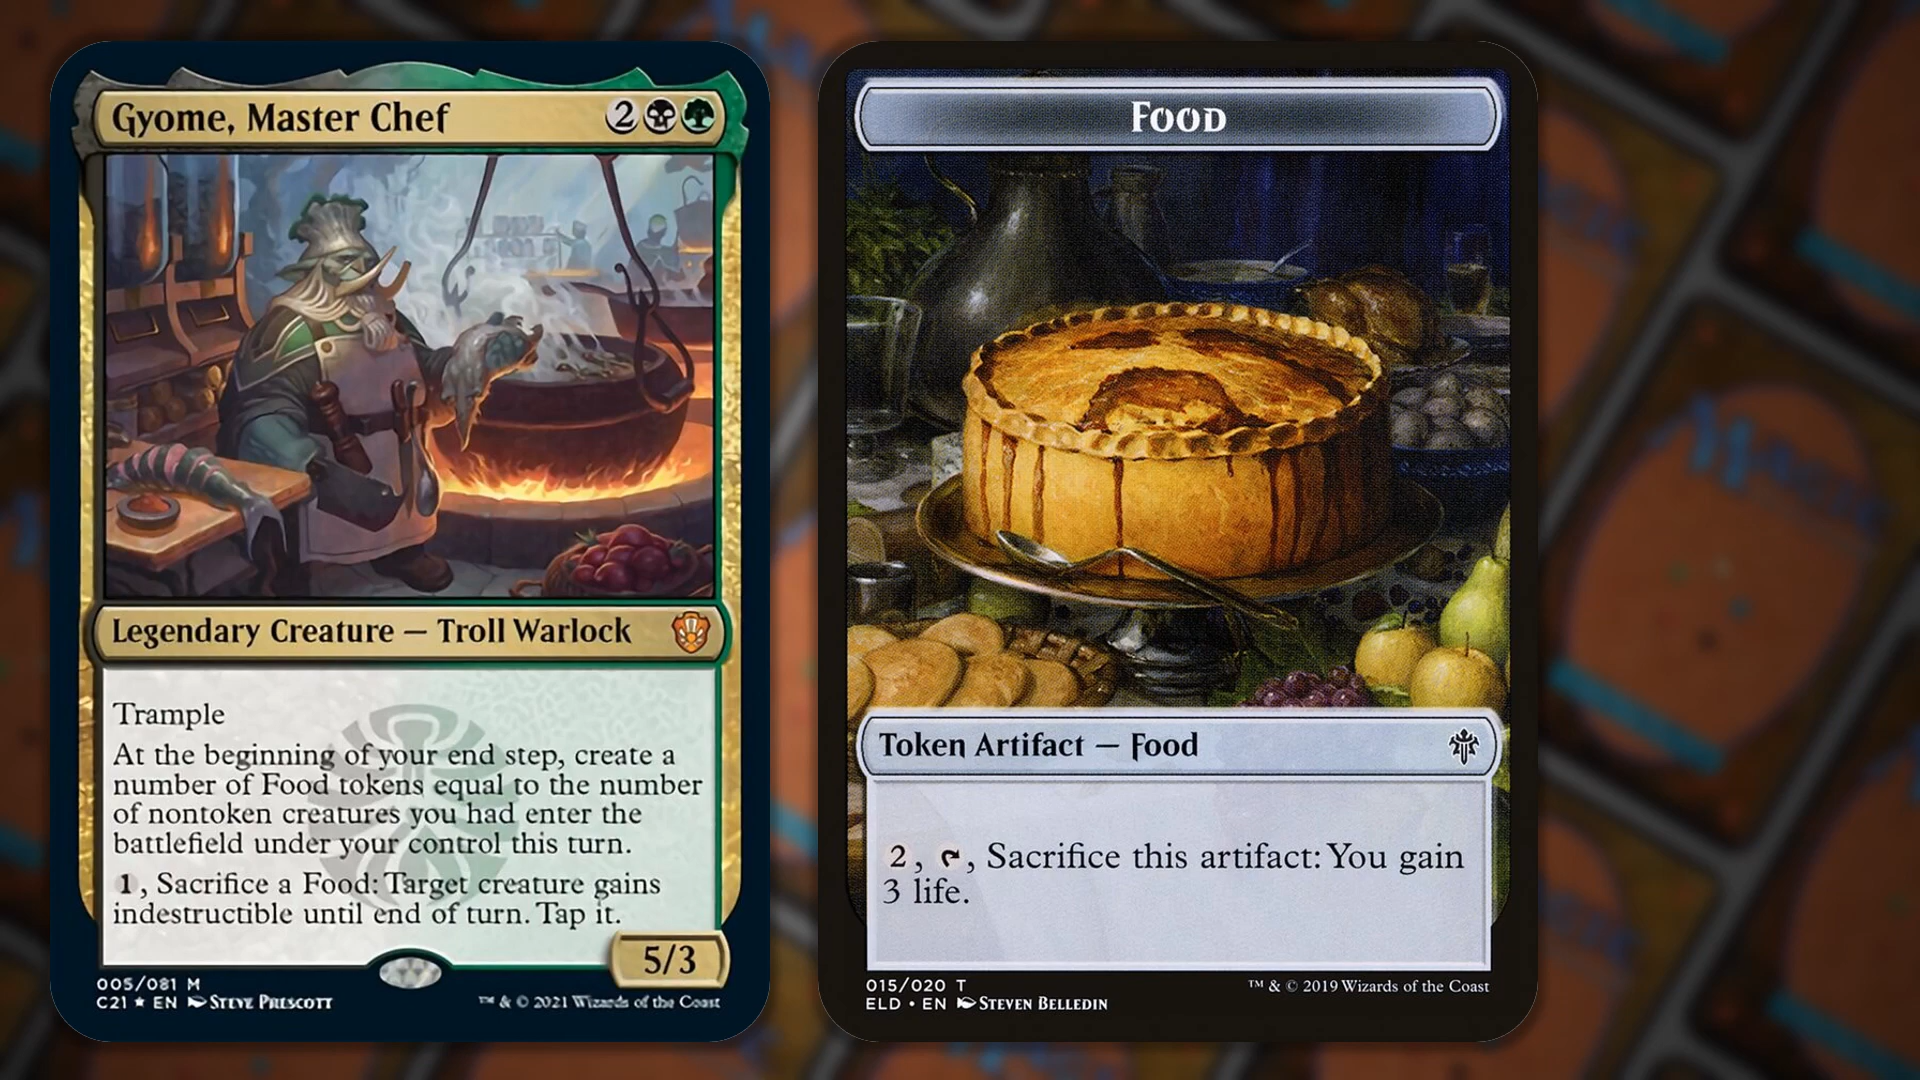 Gyome, Master Chef
2
Legendary Creature — Troll Warlock
Trample
At the beginning of your end step, create a
number of Food tokens equal to the number
of nontoken creatures you had enter the
battlefield under your control this turn.
1, Sacrifice a Food: Target creature gains
indestructible until end of turn. Tap it.
5/3
005/081 M
C21 ★ EN Steve Prescott
™ & © 2021 Wizards of the Coast
Food
Token Artifact — Food
2, , Sacrifice this artifact: You gain
3 life.
015/020 T
ELD • EN Steven Belledin
™ & © 2019 Wizards of the Coast